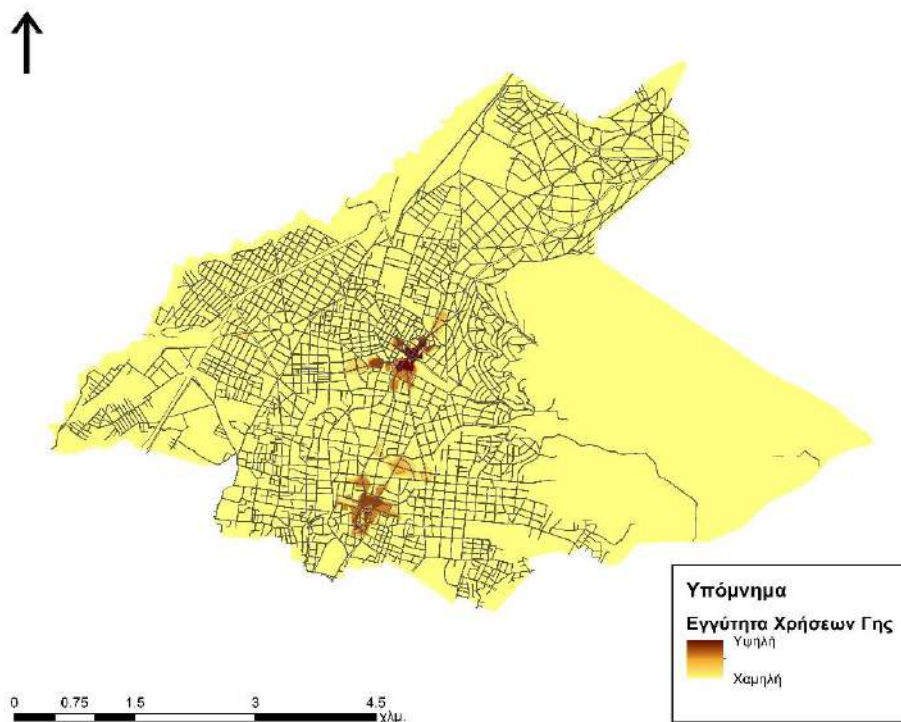 Υπόμνημα
Εγγύτητα Χρήσεων Γης
Υψηλή
Χαμηλή
0 0.75 1.5 3 4.5
χλμ.